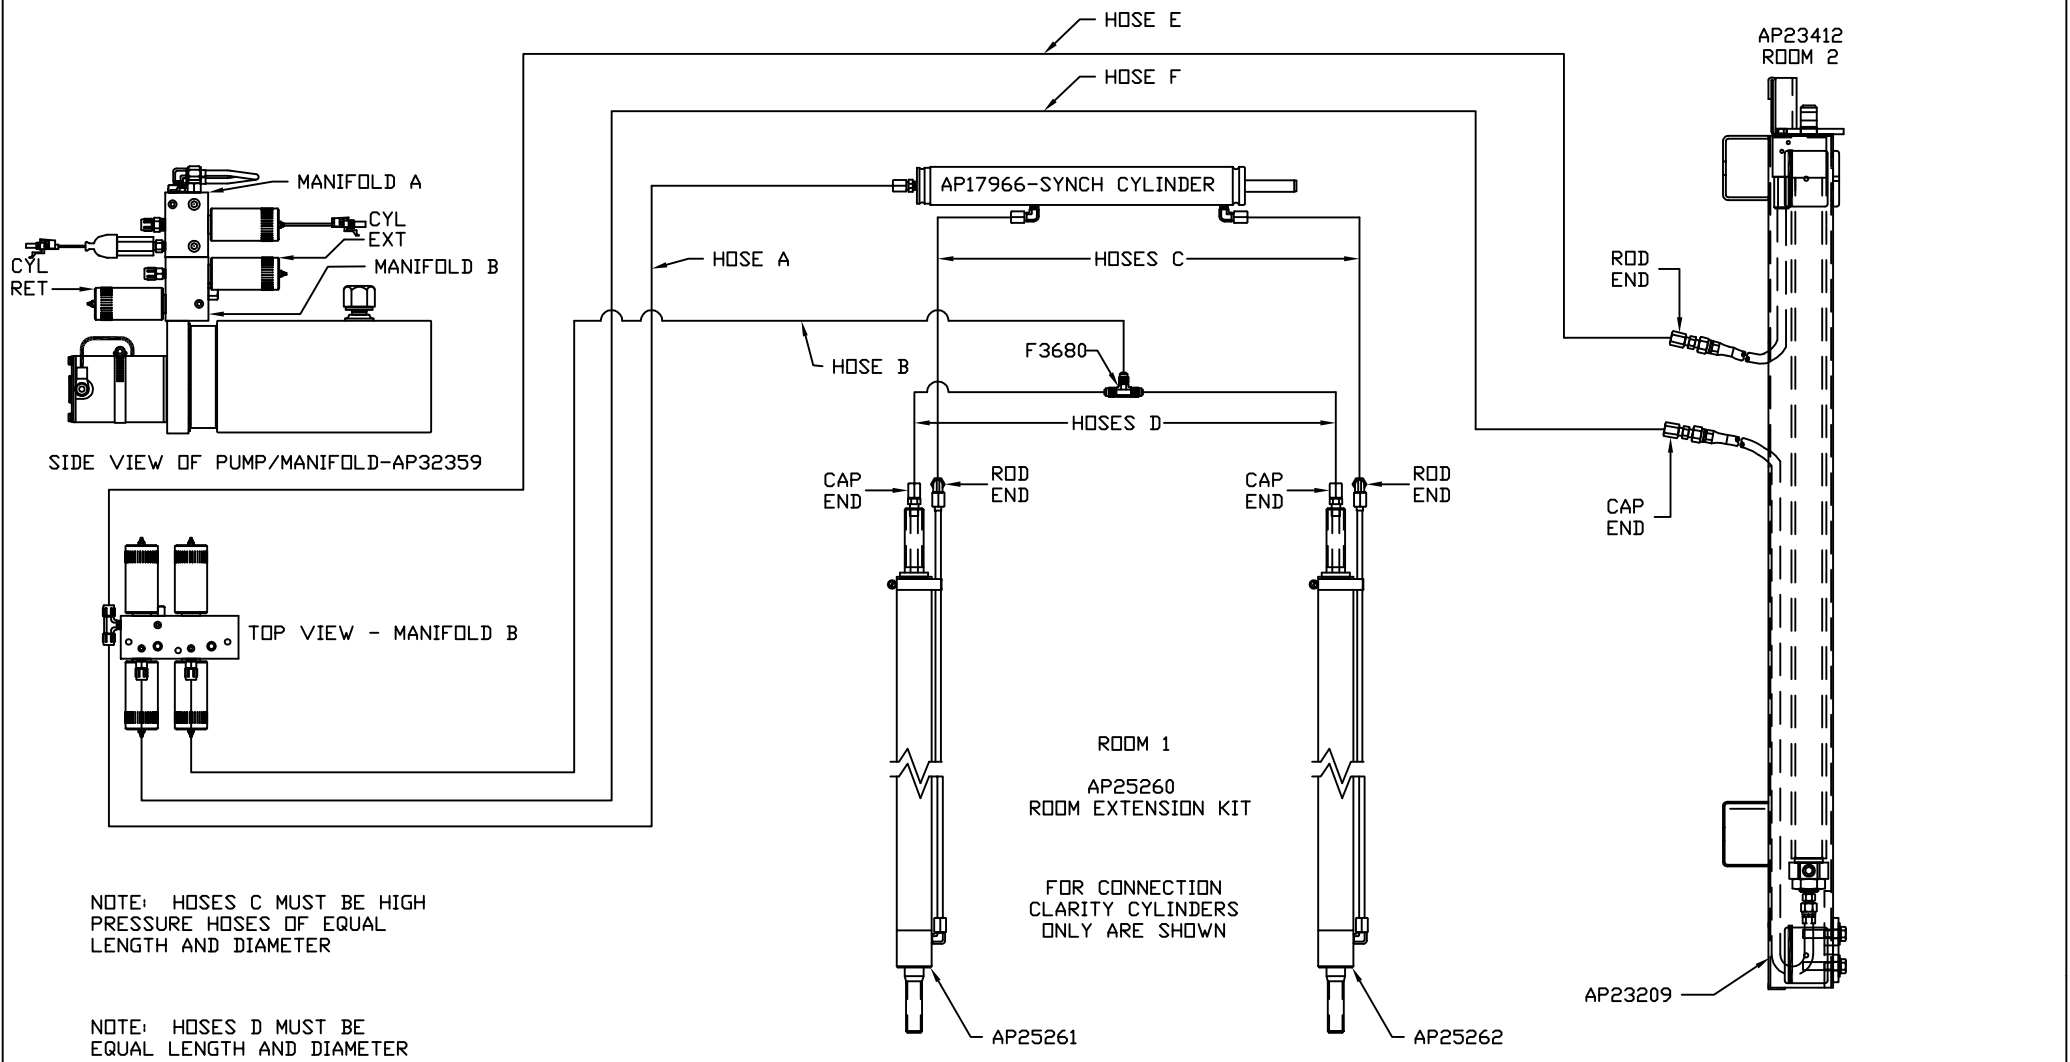 HOSE E
HOSE F
AP23412
ROOM 2
MANIFOLD A
CYL
EXT
CYL
RET
MANIFOLD B
AP17966-SYNCH CYLINDER
HOSE A
HOSES C
ROD
END
F3680
HOSE B
HOSES D
SIDE VIEW OF PUMP/MANIFOLD-AP32359
CAP
END
ROD
END
CAP
END
ROD
END
CAP
END
TOP VIEW - MANIFOLD B
ROOM 1
AP25260
ROOM EXTENSION KIT
FOR CONNECTION
CLARITY CYLINDERS
ONLY ARE SHOWN
NOTE: HOSES C MUST BE HIGH
PRESSURE HOSES OF EQUAL
LENGTH AND DIAMETER
AP23209
NOTE: HOSES D MUST BE
EQUAL LENGTH AND DIAMETER
AP25261
AP25262